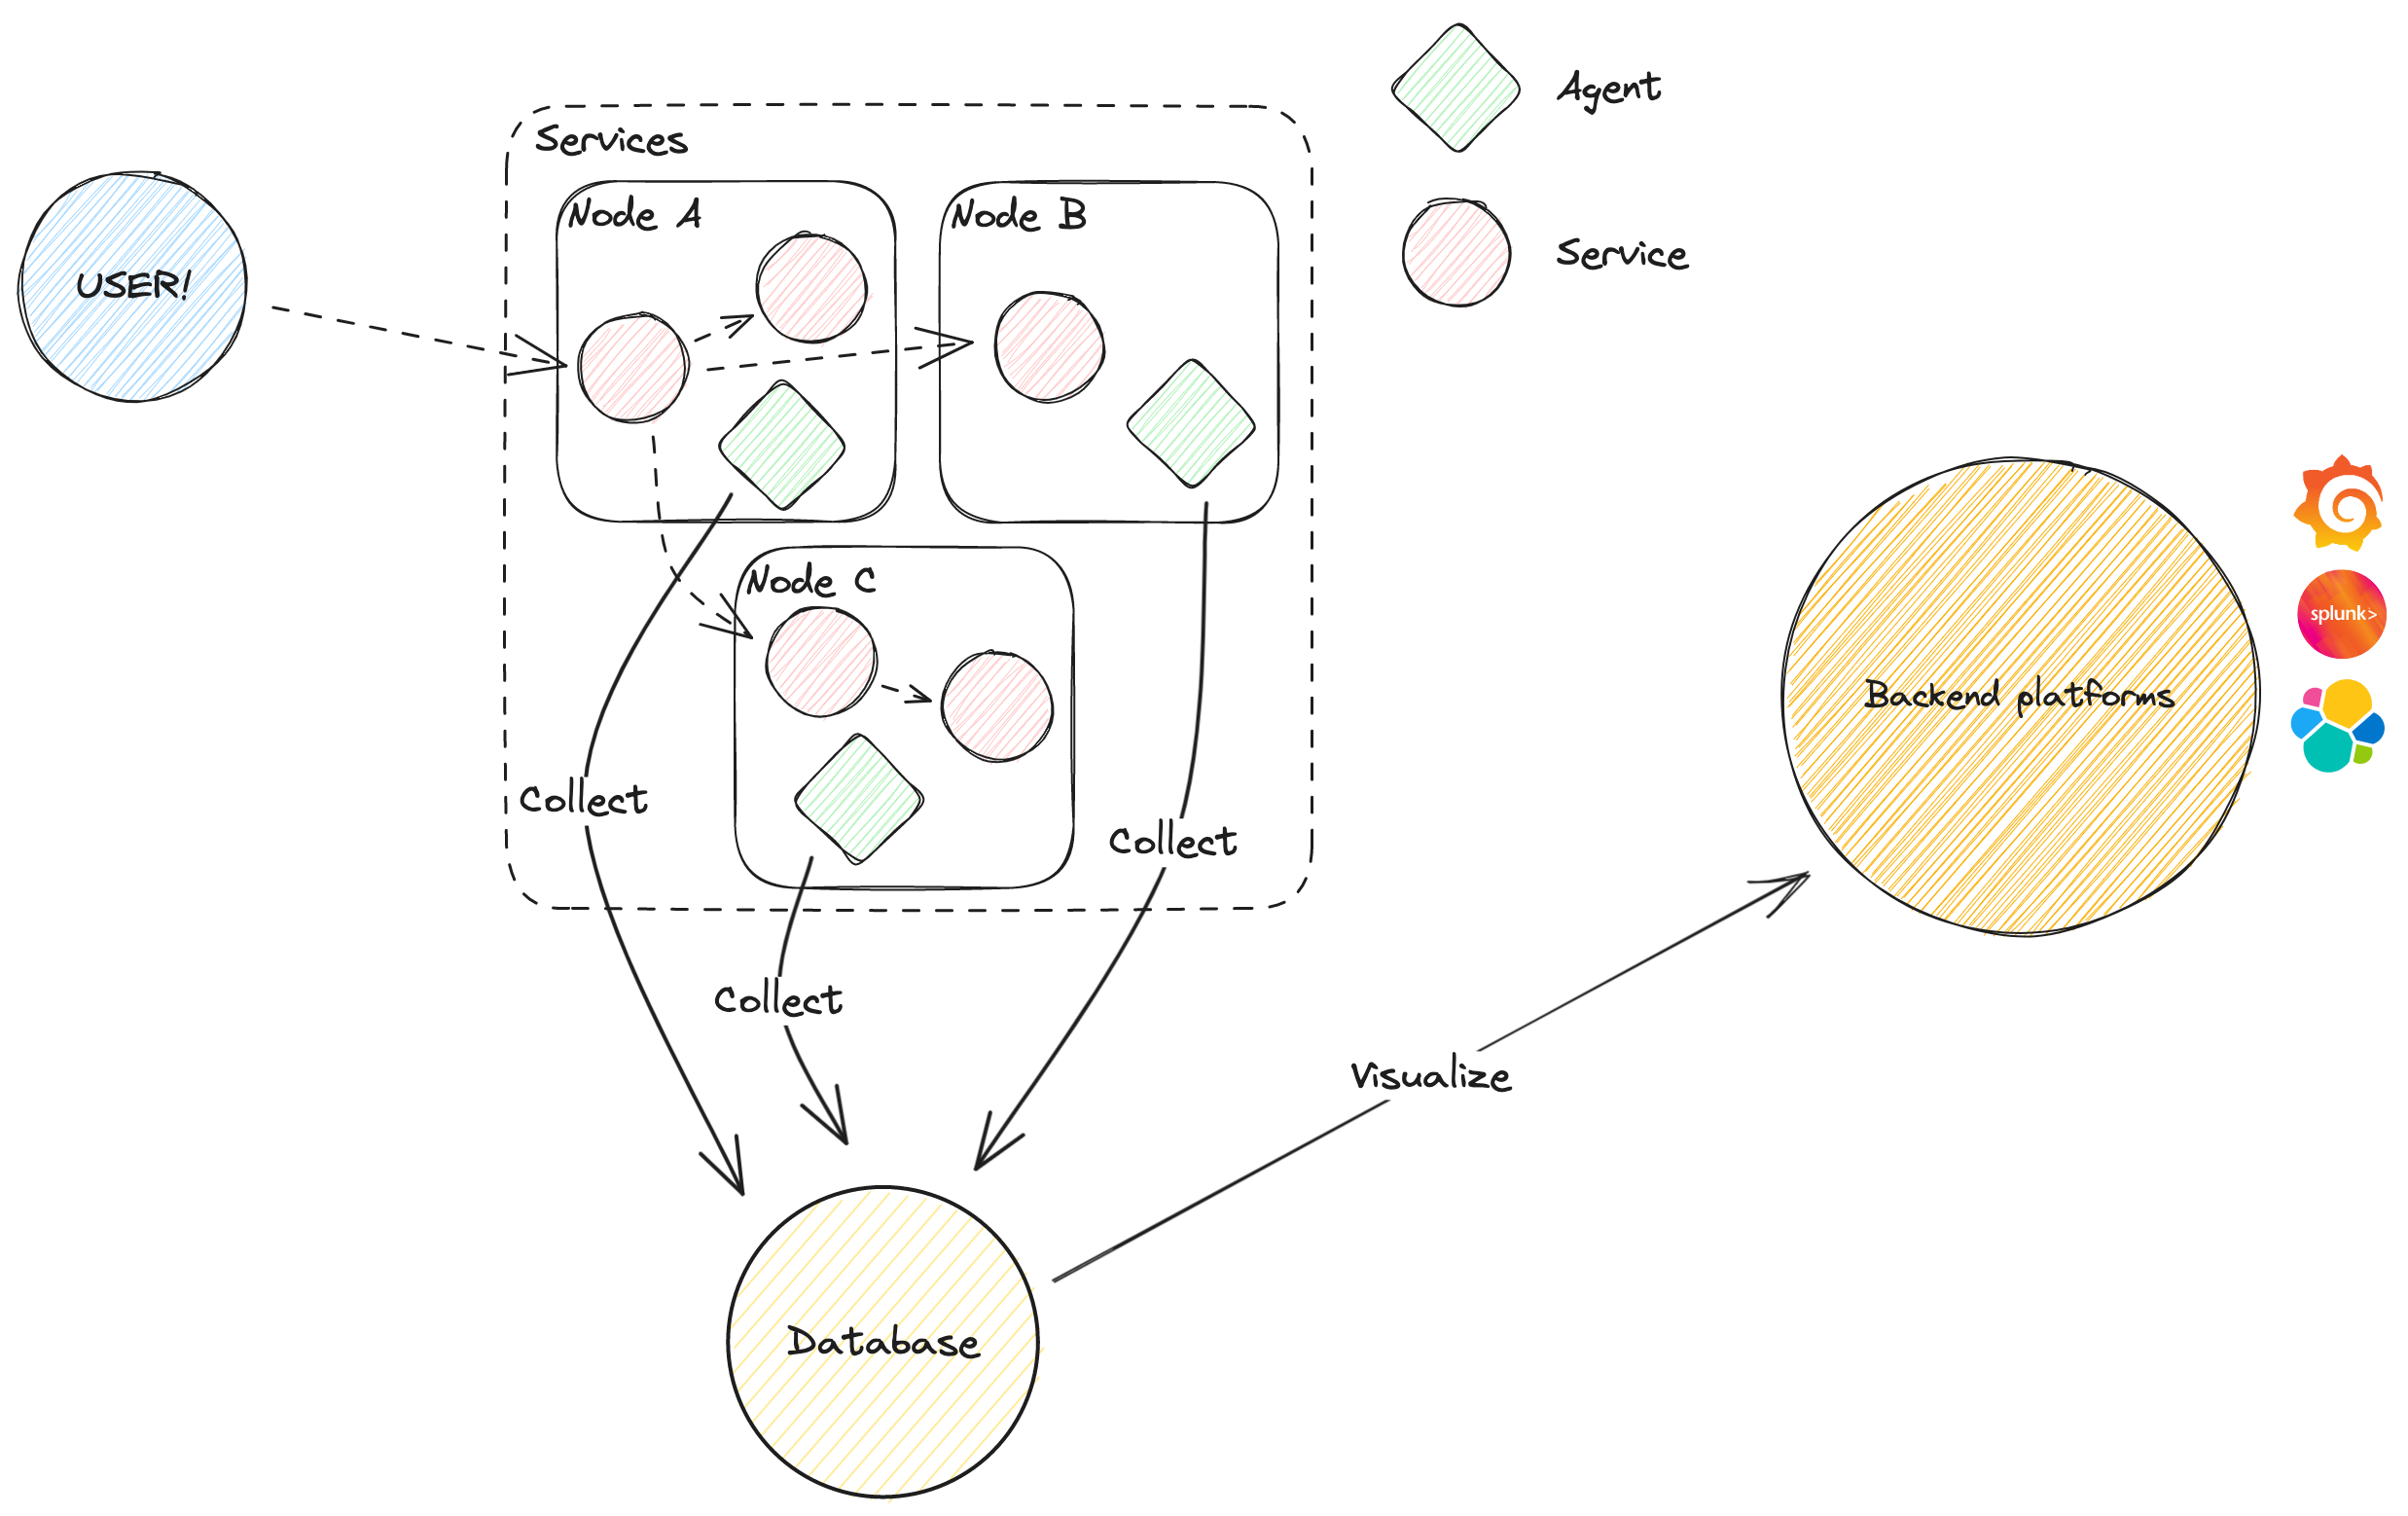 Agent
Services
Node A
Node B
Service
USER!
Node C
splunk>
Backend platforms
Collect
Collect
Collect
Visualize
Database